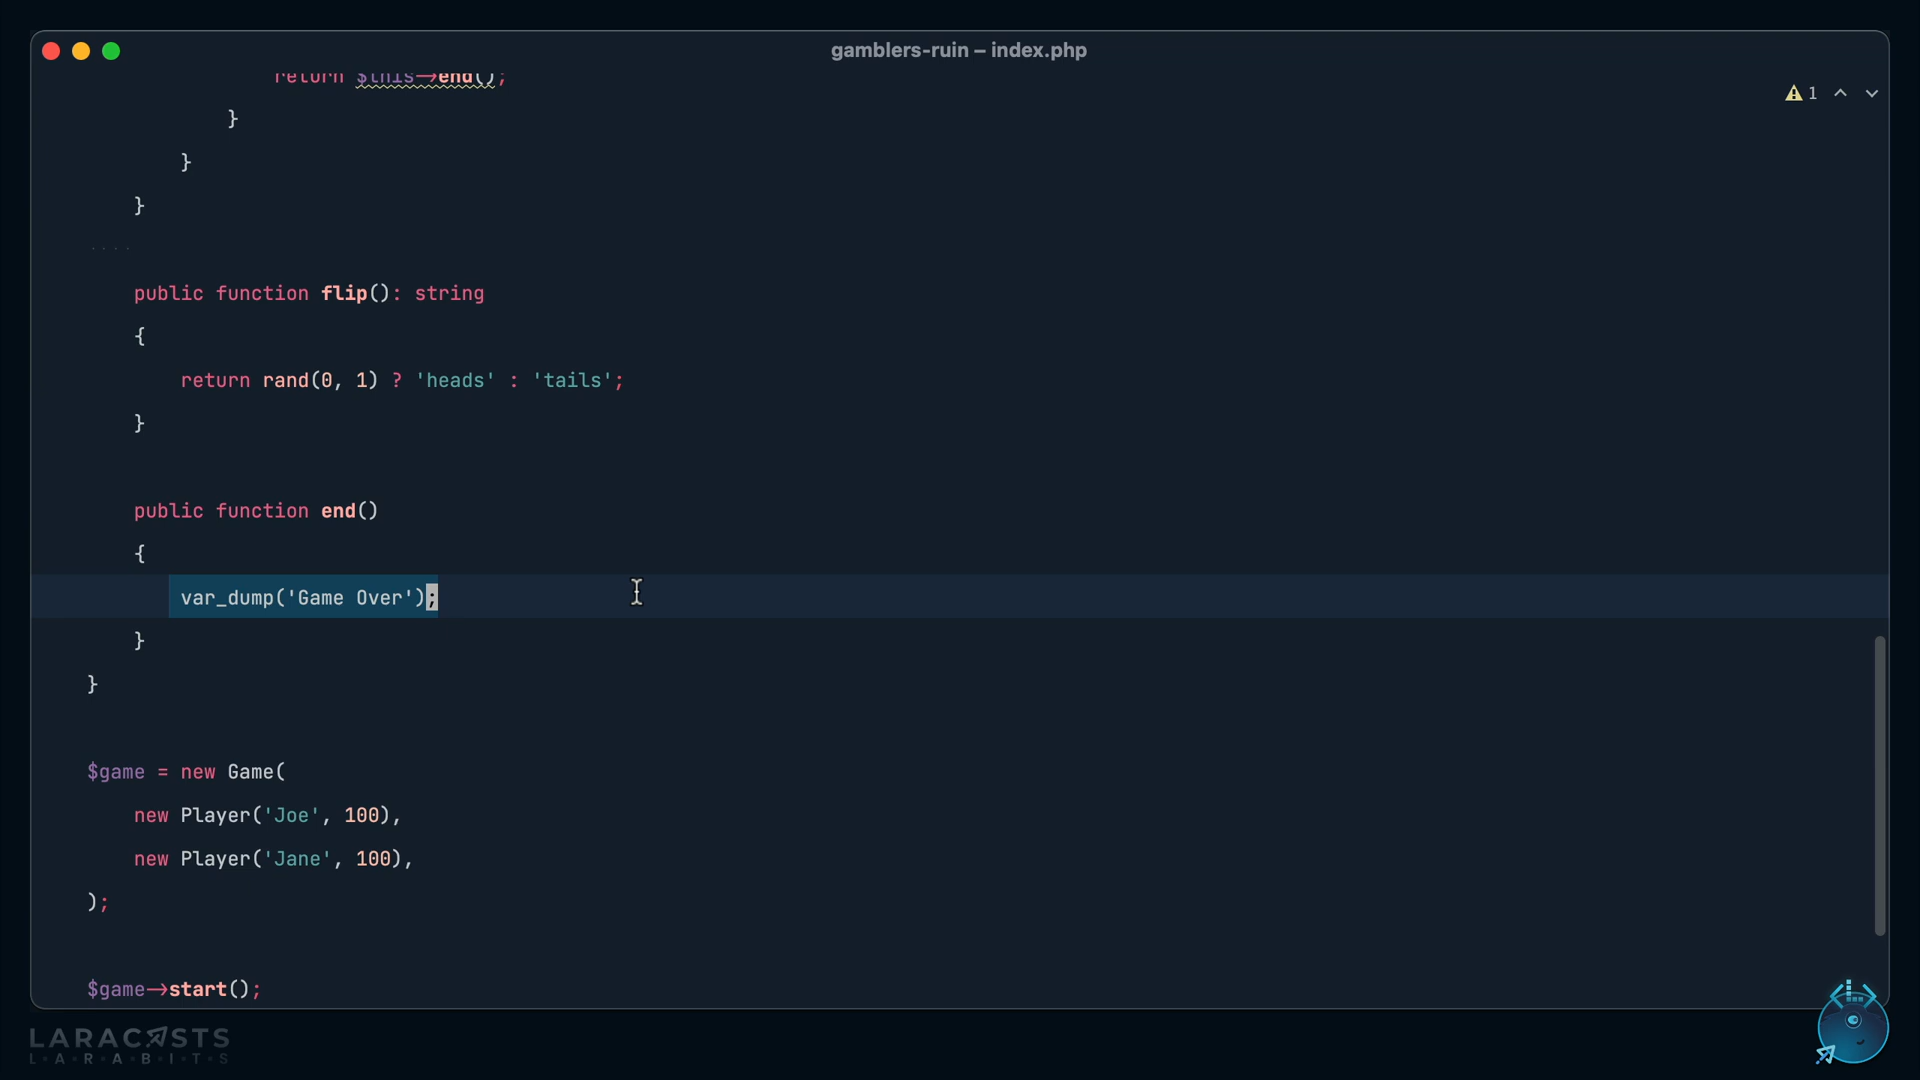 gamblers-ruin – index.php
return $this->end();
1
}
}
}
public function flip(): string
{
return rand(0, 1) ? 'heads' : 'tails';
}
public function end()
{
var_dump('Game Over');
}
}
$game = new Game(
new Player('Joe', 100),
new Player('Jane', 100),
);
$game->start();
LARACASTS
L·A·R·A·B·I·T·S